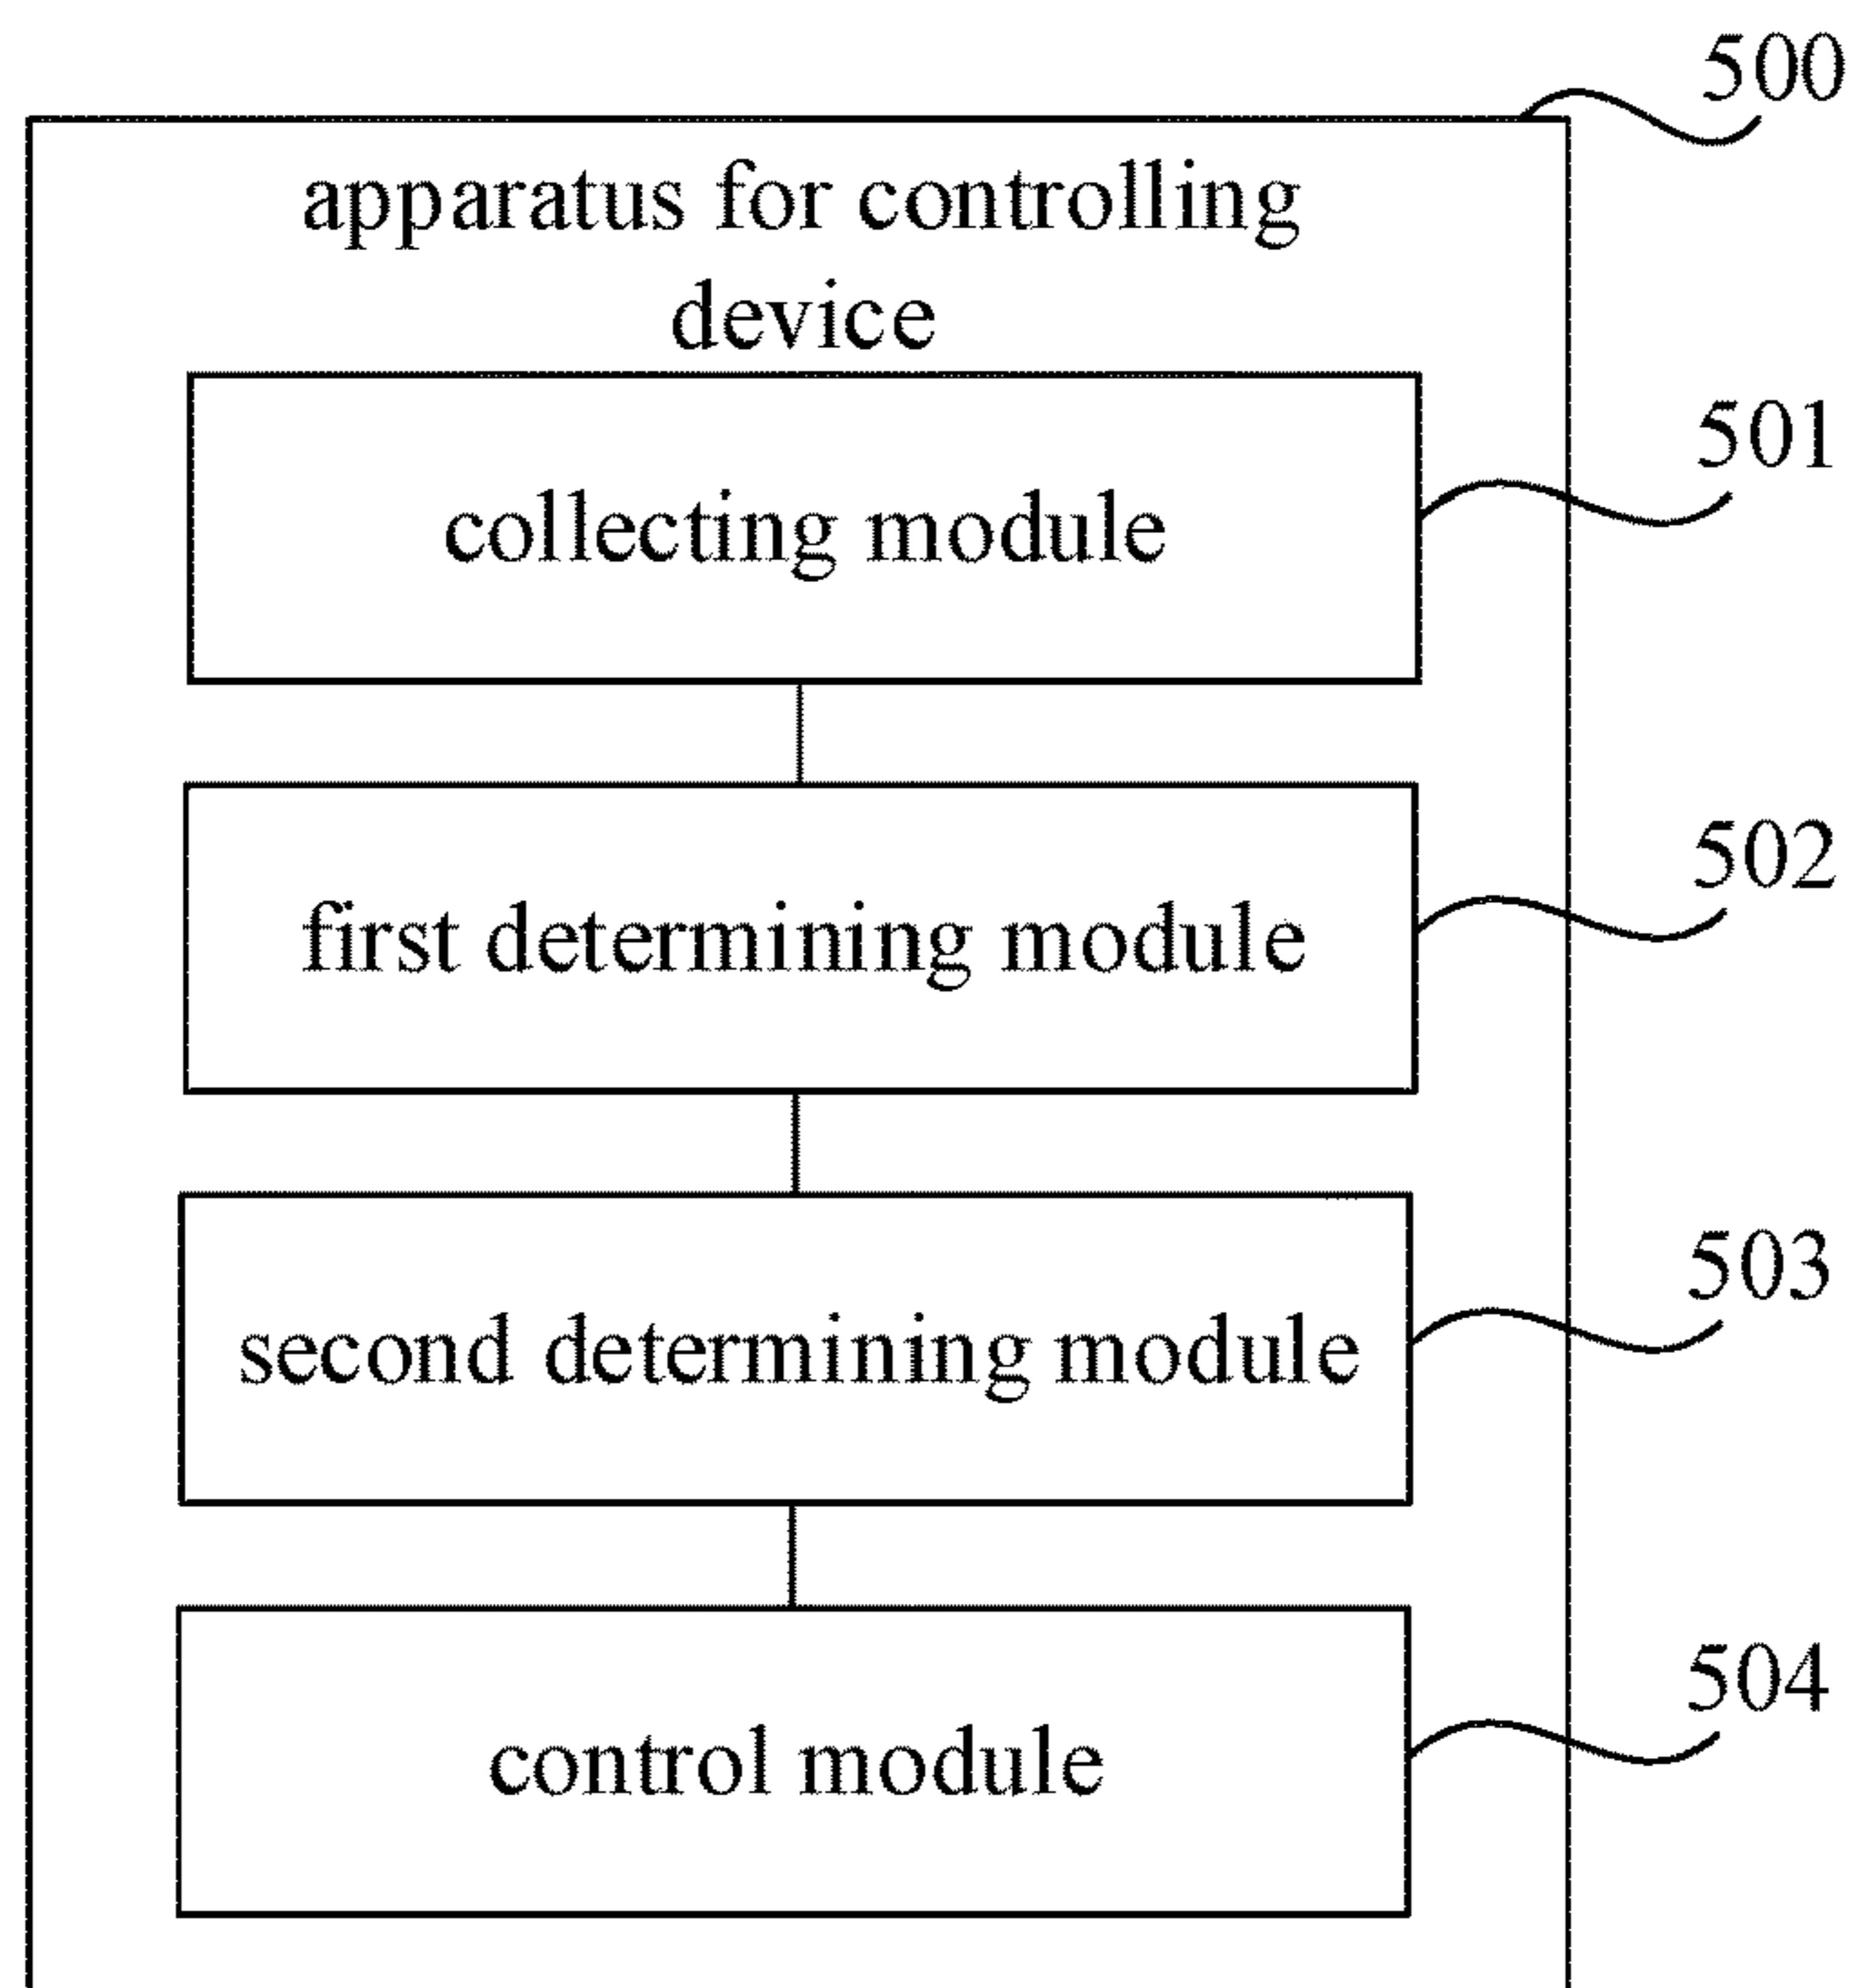 500
apparatus for controlling
device
collecting module
501
first determining module
502
second determining module
503
control module
504